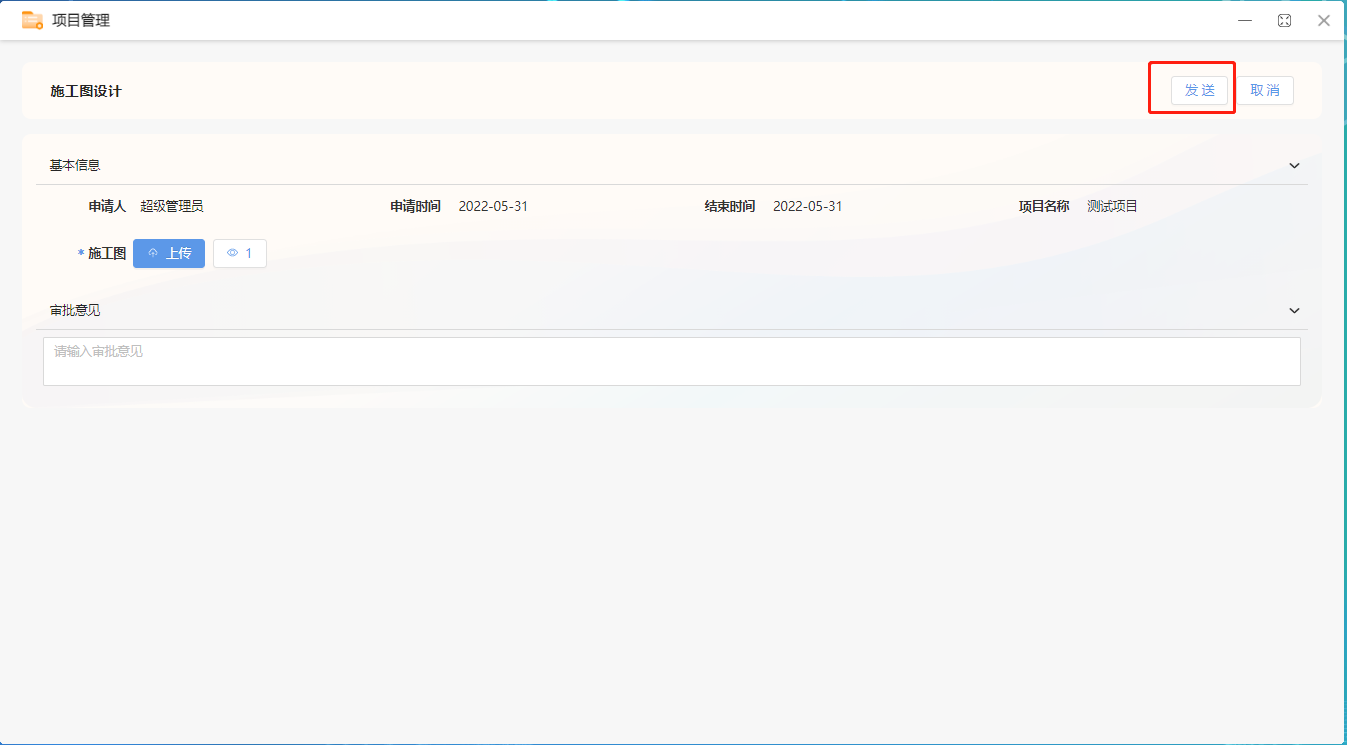 项目管理
施工图设计
发送 取消
基本信息
申请人 超级管理员 申请时间 2022-05-31 结束时间 2022-05-31 项目名称 测试项目
* 施工图 上传 1
审批意见
请输入审批意见